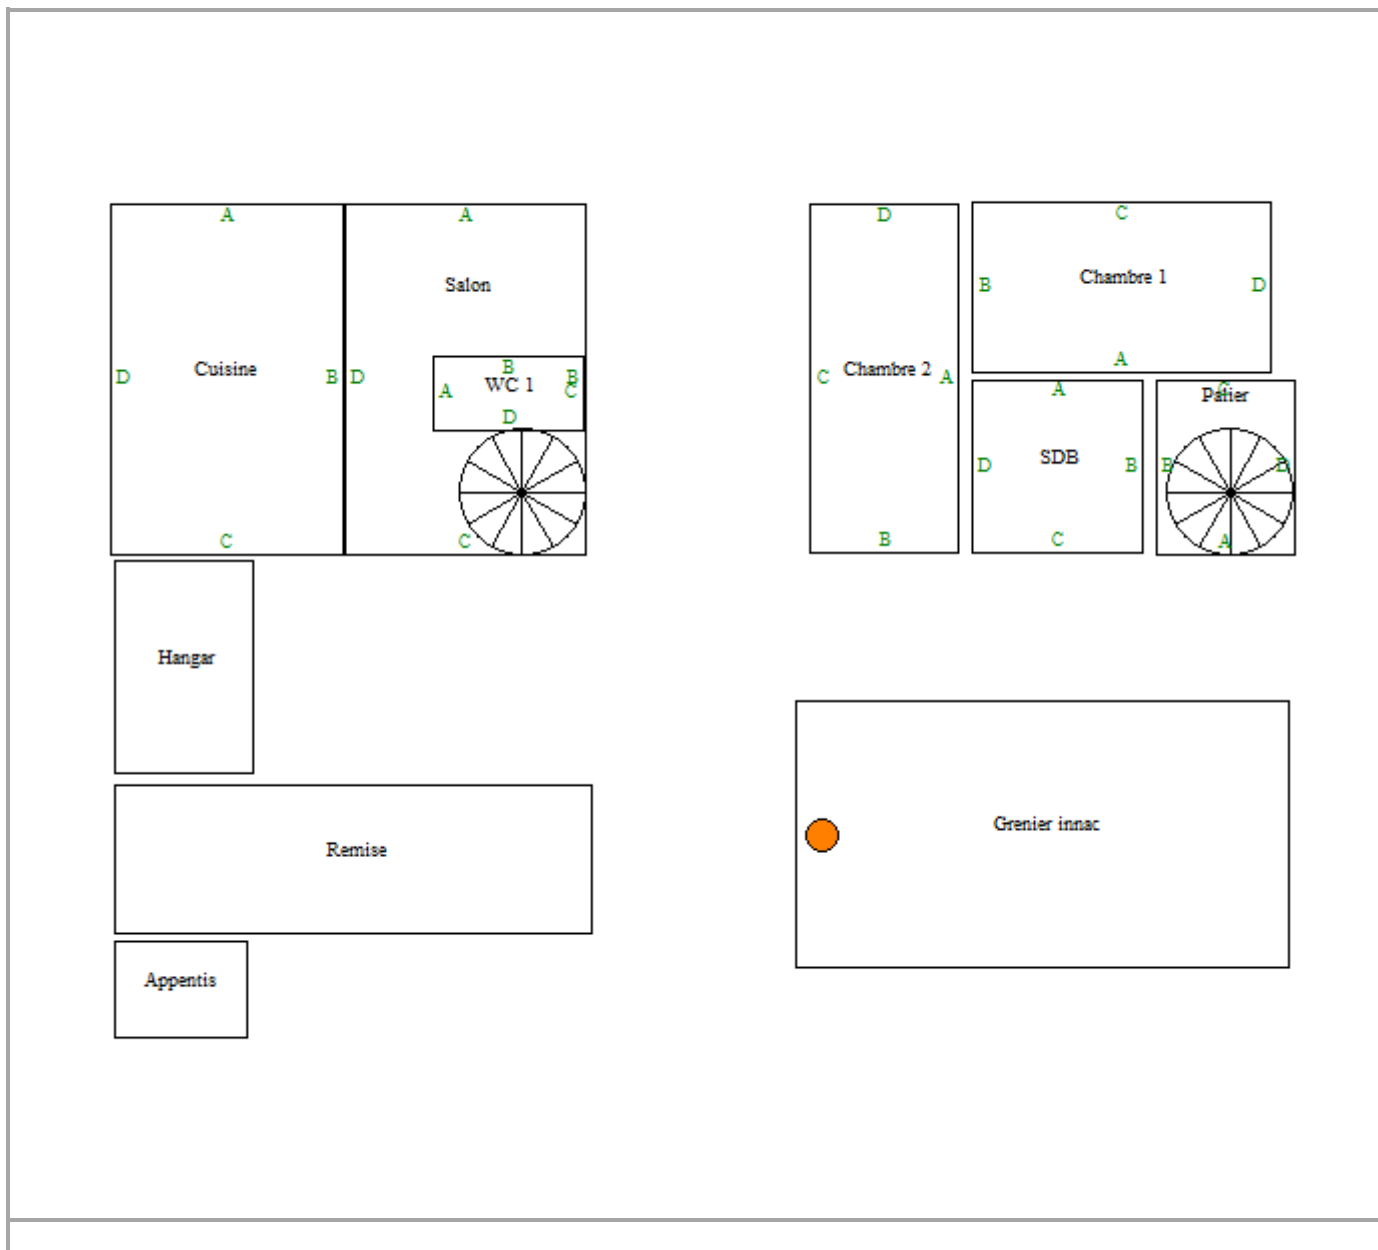 A
A
Salon
Cuisine
D
B
D
B
WC 1
A
B
C
D
C
C
D
C
Chambre 1
B
D
A
Chambre 2
C
A
B
A
SDB
D
B
C
Palier
B
A
Hangar
Remise
Appentis
Grenier innac